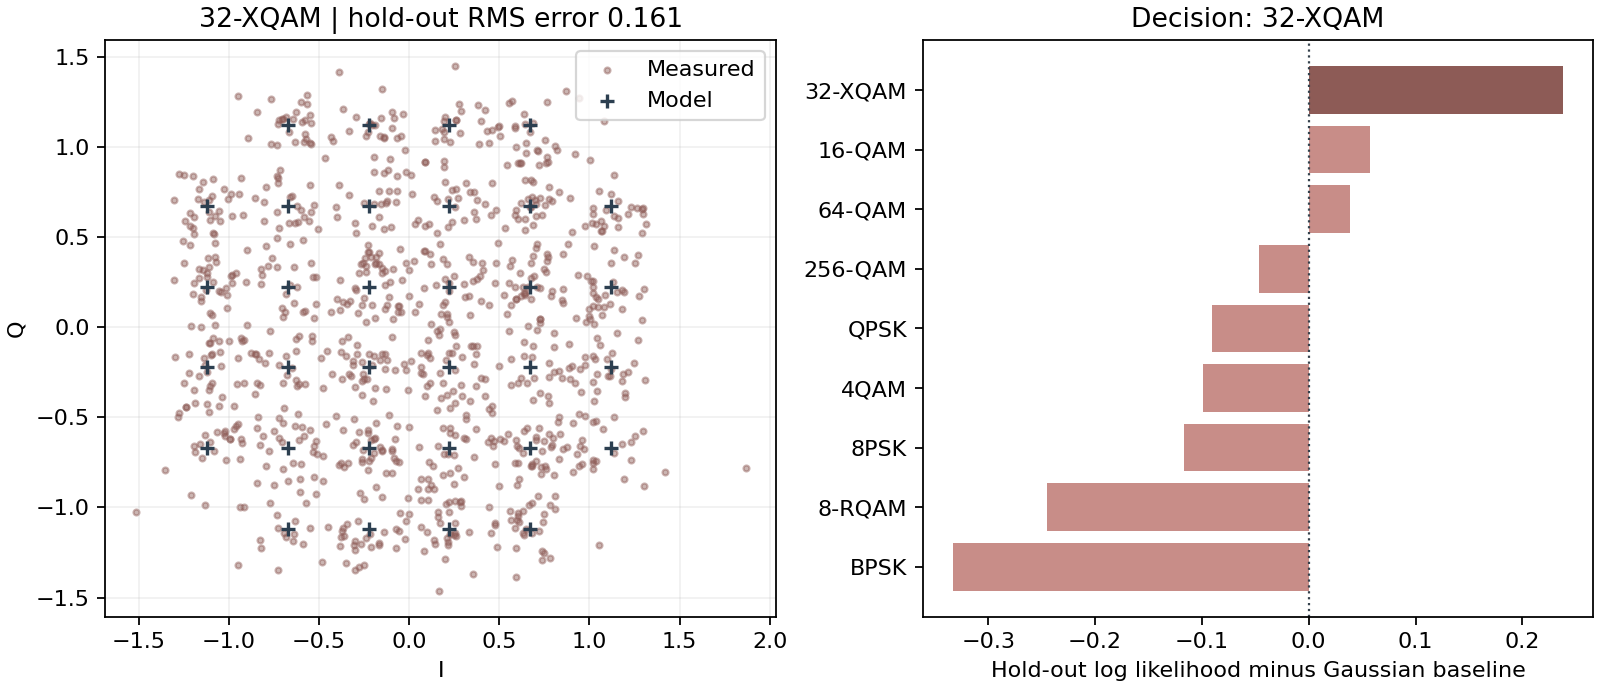 32-XQAM | hold-out RMS error 0.161
1.5
1.0
0.5
0.0
−0.5
−1.0
−1.5
Q
Measured
Model
−1.5
−1.0
−0.5
0.0
0.5
1.0
1.5
2.0
I
Decision: 32-XQAM
32-XQAM
16-QAM
64-QAM
256-QAM
QPSK
4QAM
8PSK
8-RQAM
BPSK
−0.3
−0.2
−0.1
0.0
0.1
0.2
Hold-out log likelihood minus Gaussian baseline